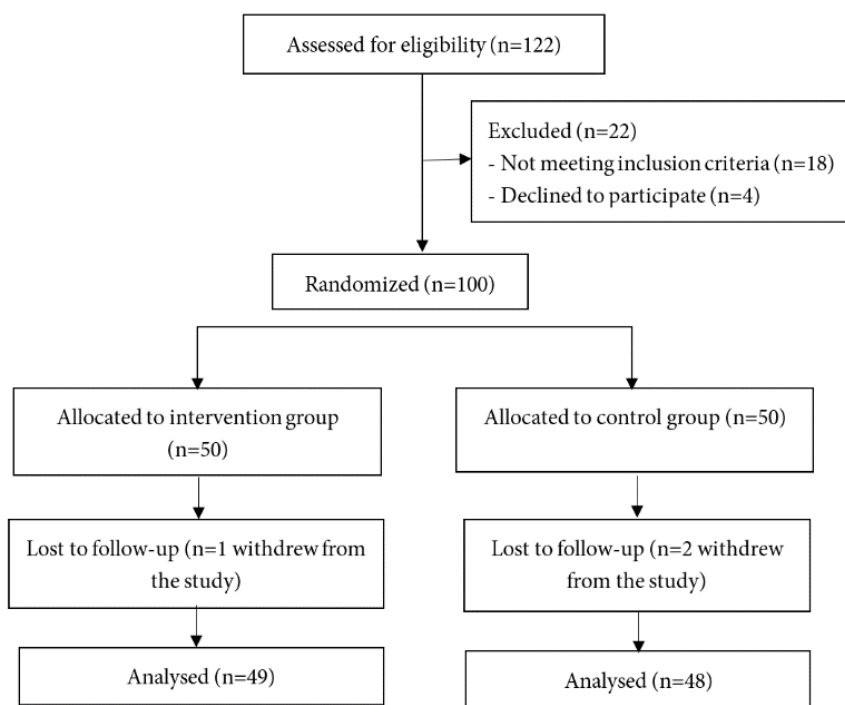 Assessed for eligibility (n=122)
Excluded (n=22)
- Not meeting inclusion criteria (n=18)
- Declined to participate (n=4)
Randomized (n=100)
Allocated to intervention group
(n=50)
Allocated to control group (n=50)
Lost to follow-up (n=1 withdrew from
the study)
Lost to follow-up (n=2 withdrew
from the study)
Analysed (n=49)
Analysed (n=48)